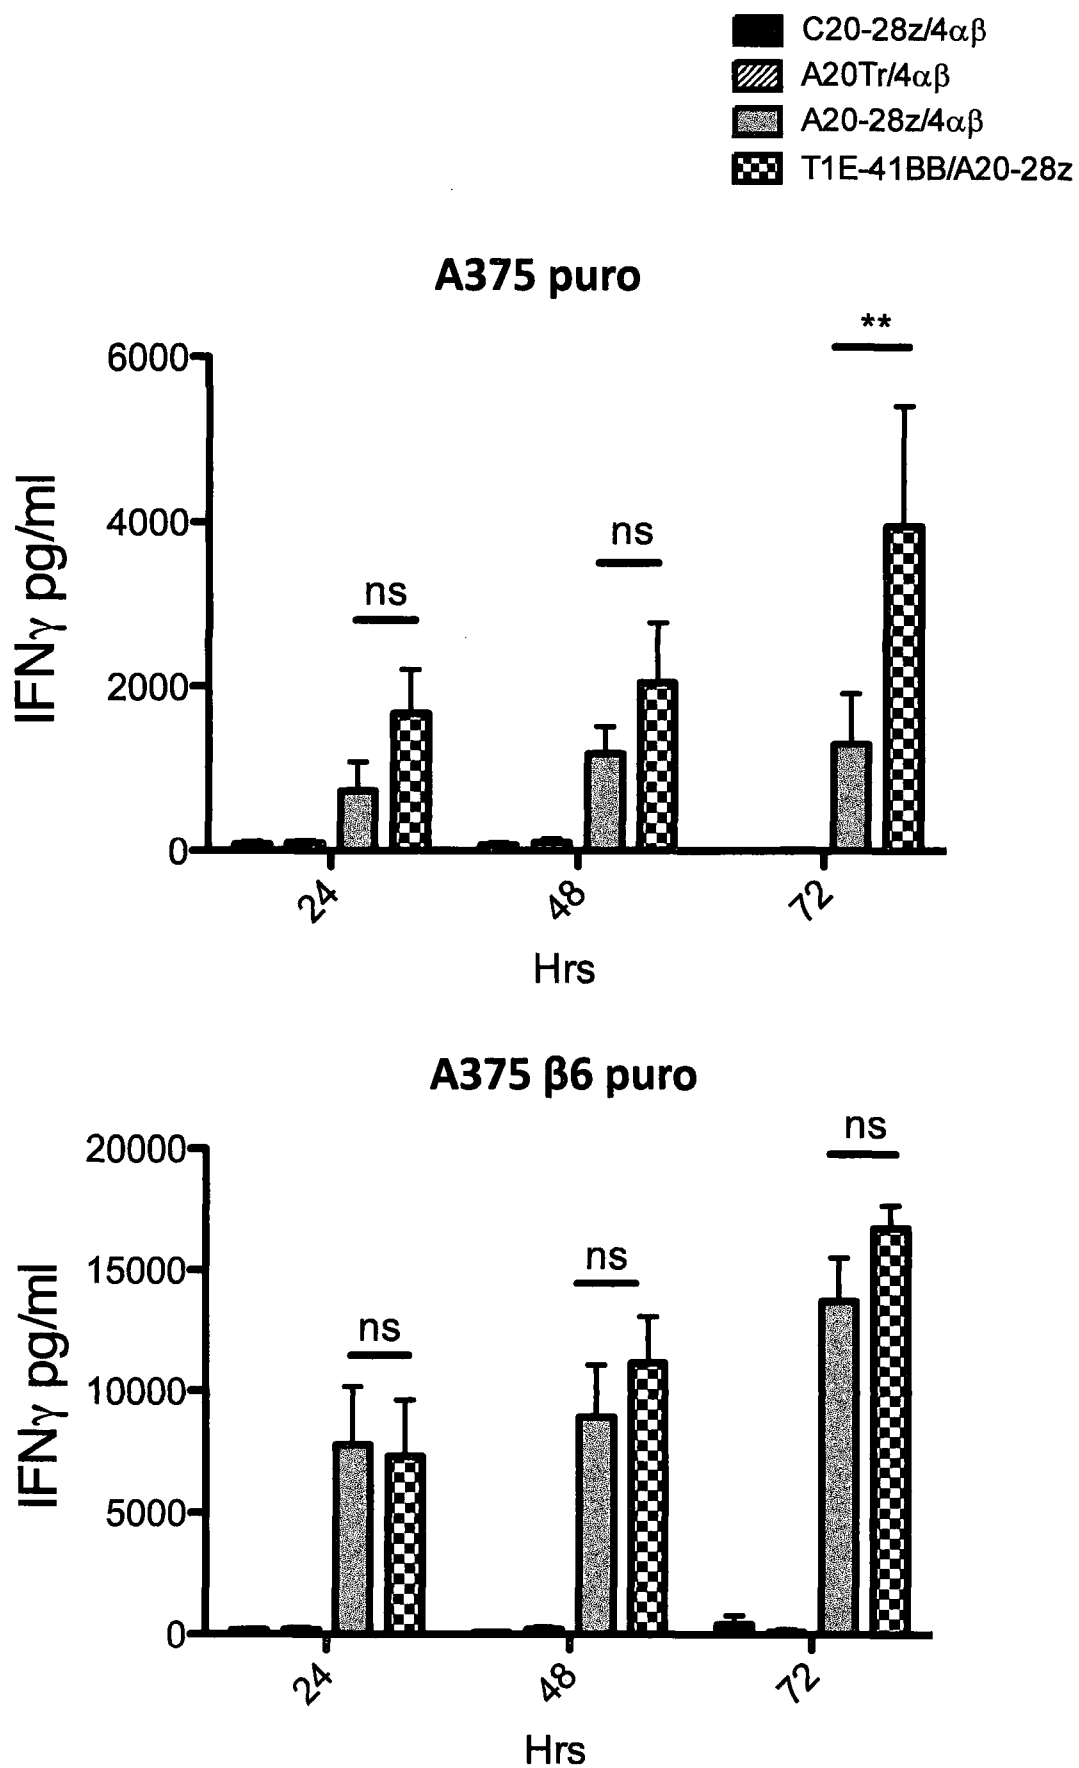 C20-28z/4αβ
A20Tr/4αβ
A20-28z/4αβ
T1E-41BB/A20-28z
A375 puro
**
6000
4000
2000
0
IFNγ pg/ml
ns
ns
24
48
72
Hrs
A375 β6 puro
ns
20000
15000
10000
5000
0
IFNγ pg/ml
ns
ns
24
48
72
Hrs